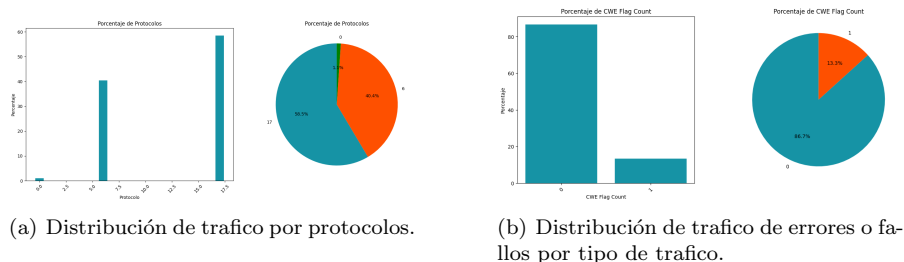 Porcentaje de Protocolos
60
50
40
30
20
10
0
Porcentaje
0.0 2.5 5.0 7.5 10.0 12.5 15.0 17.5
Protocolo
Porcentaje de Protocolos
0
6
40.4%
58.5%
17
Porcentaje de CWE Flag Count
80
60
40
20
0
Porcentaje
0 1
CWE Flag Count
Porcentaje de CWE Flag Count
1
13.3%
86.7%
0
(a) Distribución de trafico por protocolos.
(b) Distribución de trafico de errores o fa-
llos por tipo de trafico.